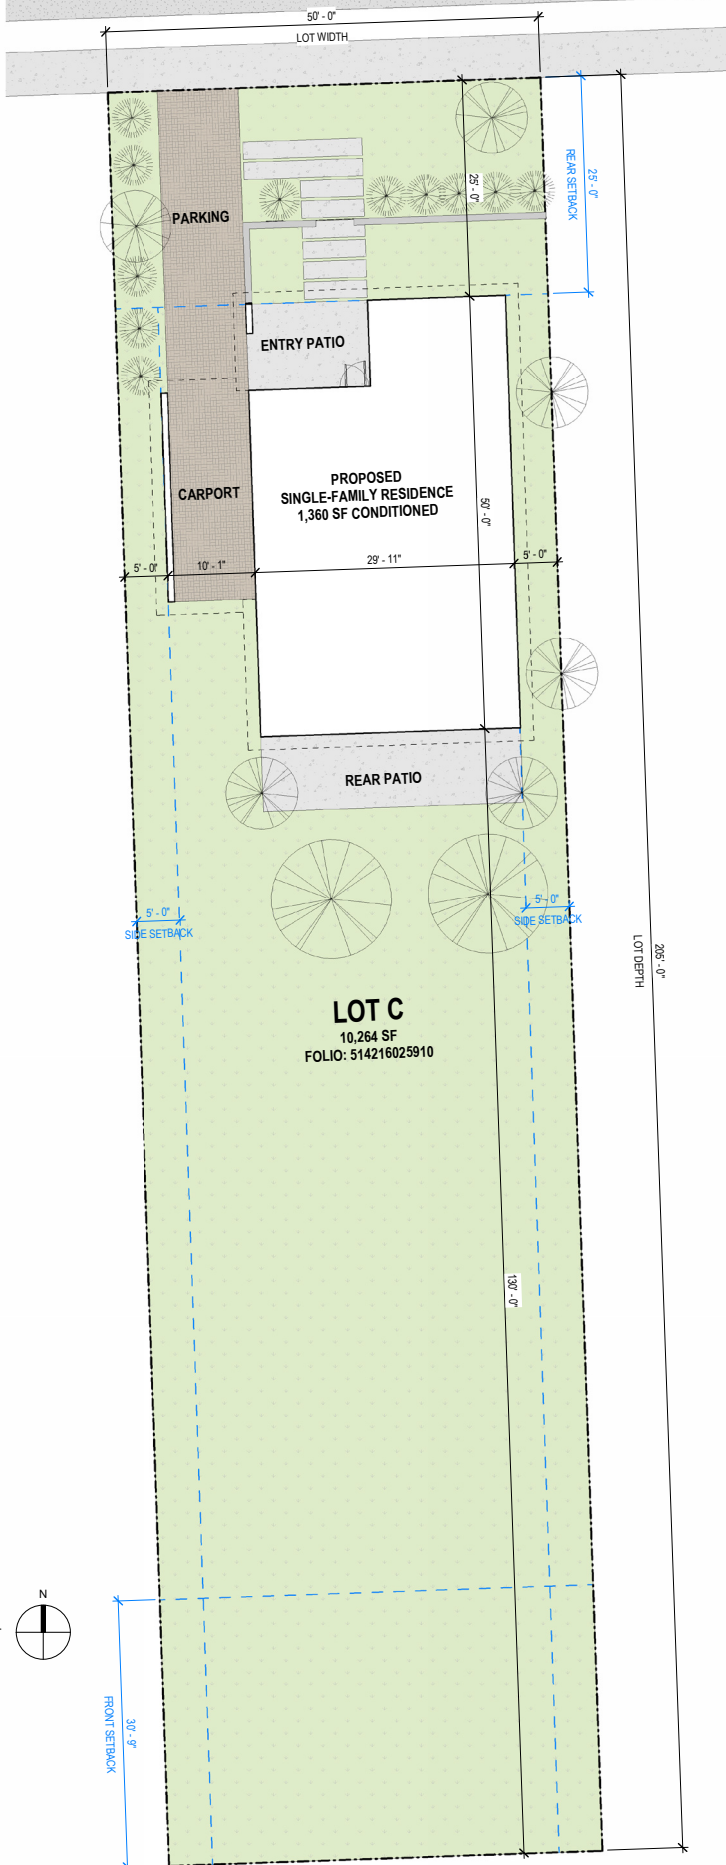 50' - 0"
LOT WIDTH
25' - 0"
REAR SETBACK
25' - 0"
PARKING
ENTRY PATIO
PROPOSED
SINGLE-FAMILY RESIDENCE
1,360 SF CONDITIONED
CARPORT
50' - 0"
5' - 0"
10' - 1"
29' - 11"
5' - 0"
REAR PATIO
5' - 0"
SIDE SETBACK
5' - 0"
SIDE SETBACK
205' - 0"
LOT DEPTH
LOT C
10,264 SF
FOLIO: 514216025910
130' - 0"
N
30' - 9"
FRONT SETBACK